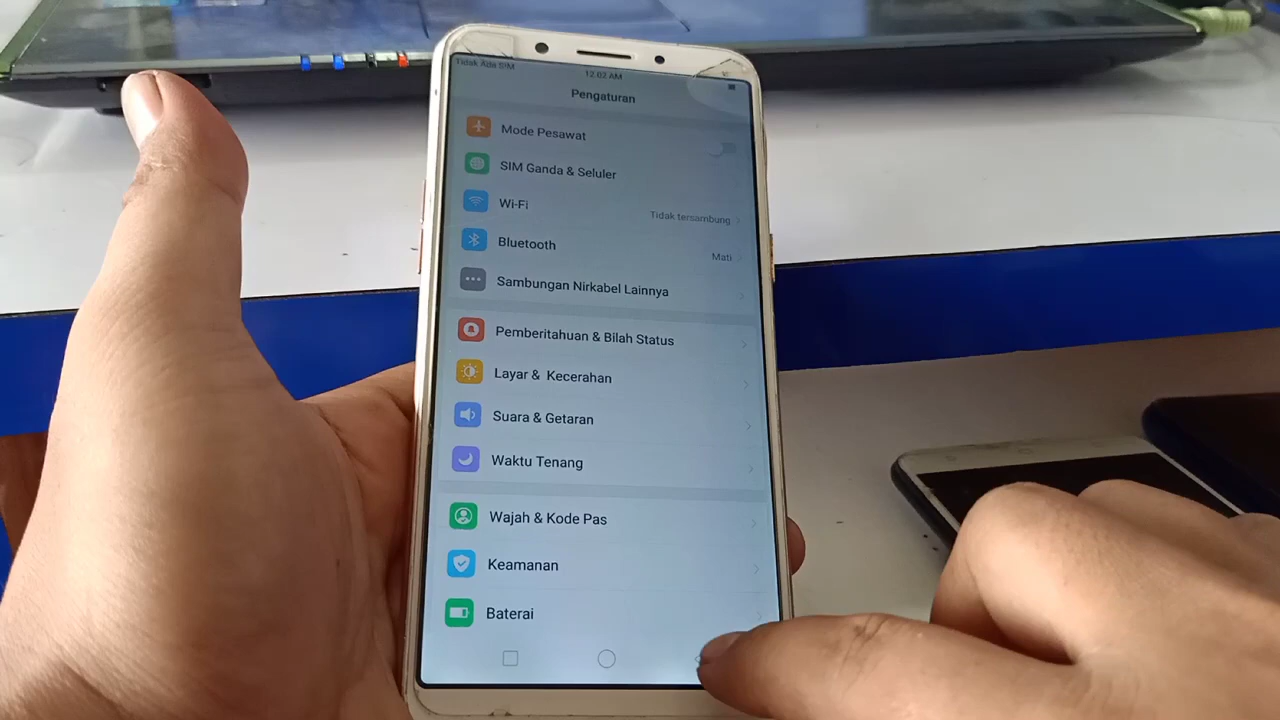 Tidak Ada SIM
12.02 AM
Pengaturan
Mode Pesawat
SIM Ganda & Seluler
Wi-Fi
Tidak tersambung
Bluetooth
Mati
Sambungan Nirkabel Lainnya
Pemberitahuan & Bilah Status
Layar & Kecerahan
Suara & Getaran
Waktu Tenang
Wajah & Kode Pas
Keamanan
Baterai